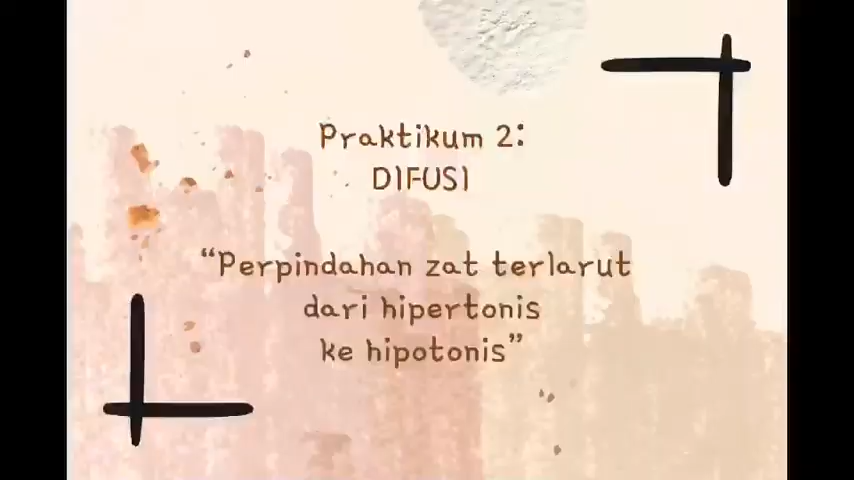 Praktikum 2:
DIFUSI
“Perpindahan zat terlarut
dari hipertonis
ke hipotonis”